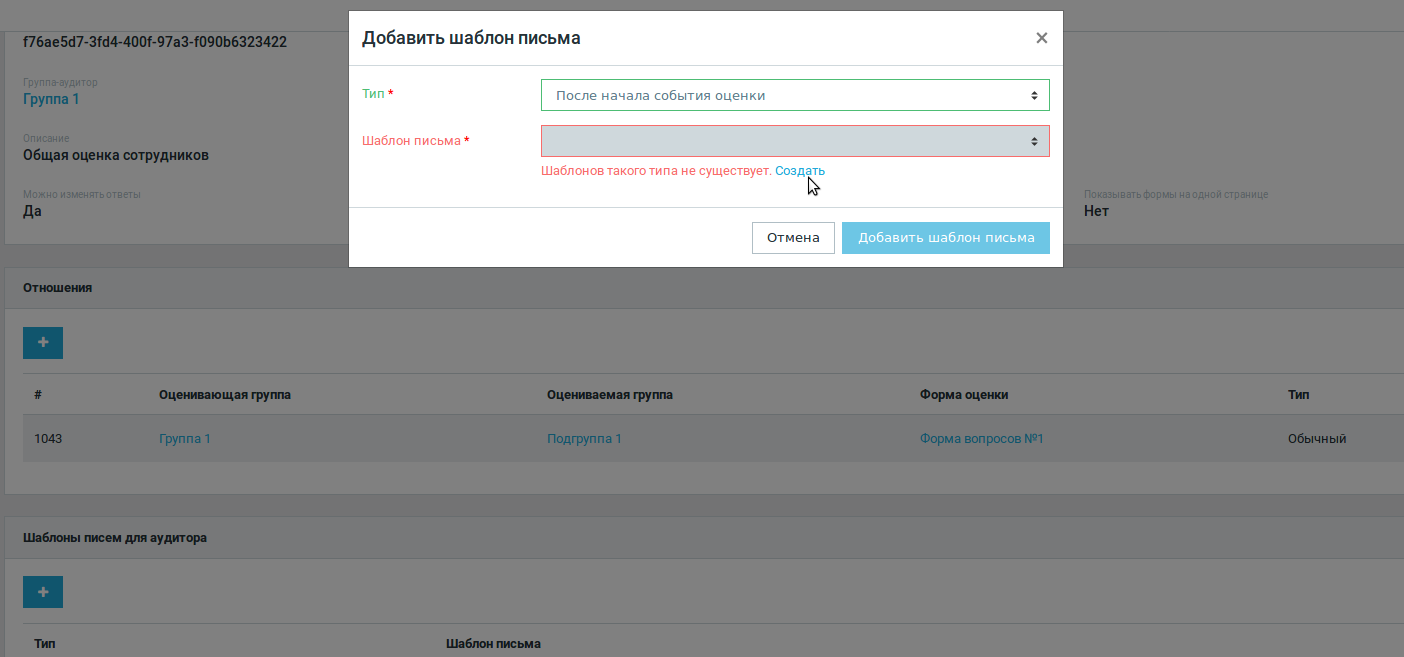 f76ae5d7-3fd4-400f-97a3-f090b6323422
Группа-аудитор
Группа 1
Описание
Общая оценка сотрудников
Можно изменять ответы
Да
Показывать формы на одной странице
Нет
Добавить шаблон письма ×
Тип * После начала события оценки
Шаблон письма *
Шаблонов такого типа не существует. Создать
Отмена Добавить шаблон письма
Отношения
+
# Оценивающая группа Оцениваемая группа Форма оценки Тип
1043 Группа 1 Подгруппа 1 Форма вопросов №1 Обычный
Шаблоны писем для аудитора
+
Тип Шаблон письма